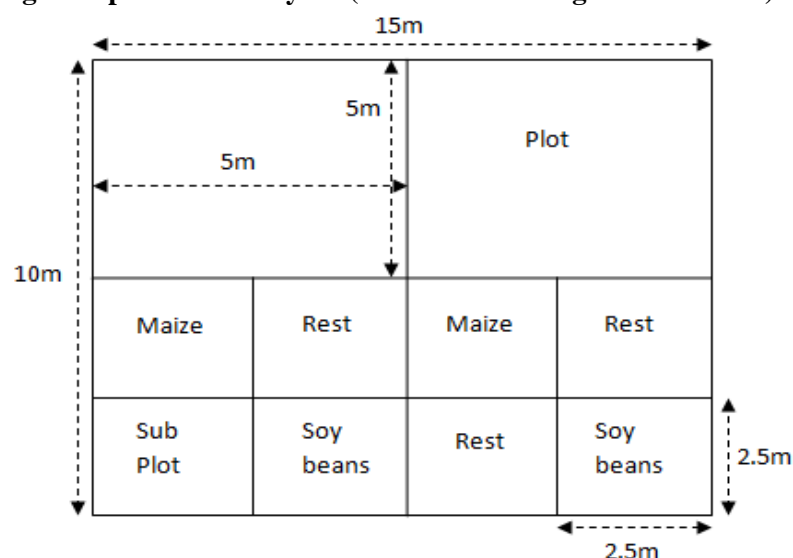 15m
5m
Plot
5m
10m
Maize Rest Maize Rest
Sub Plot
Soy beans
Rest
Soy beans
2.5m
2.5m